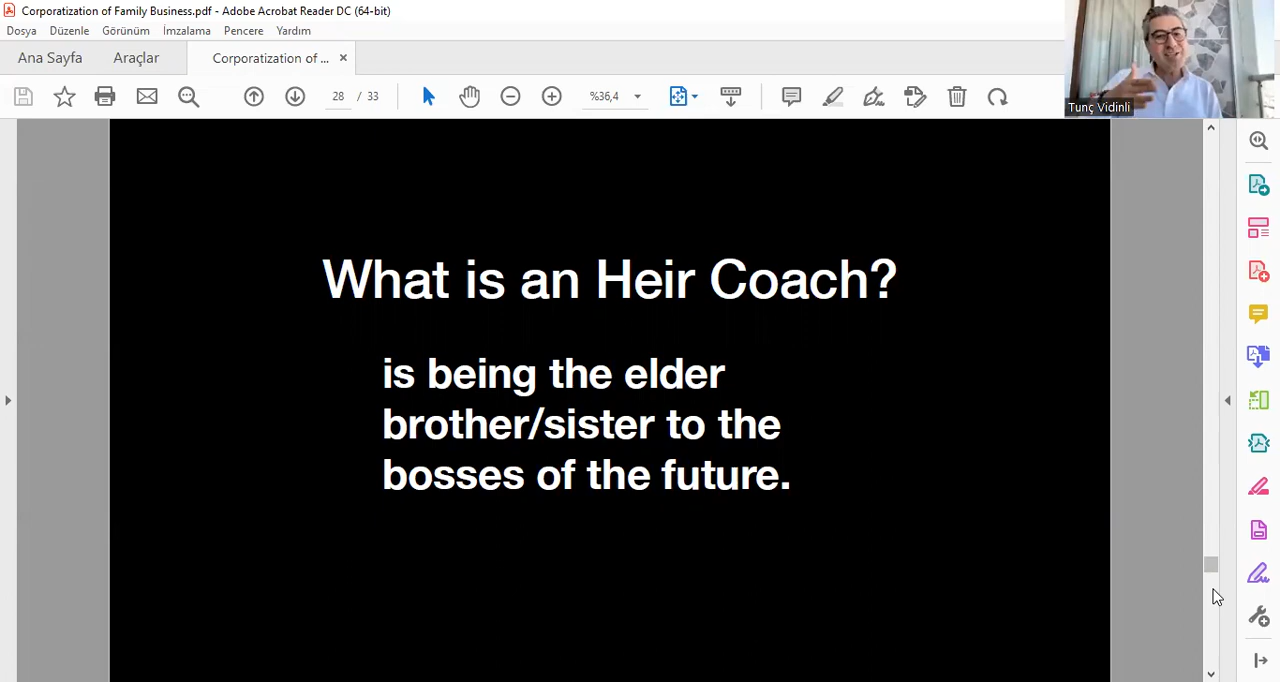 Corporatization of Family Business.pdf - Adobe Acrobat Reader DC (64-bit)
Dosya Düzenle Görünüm İmzalama Pencere Yardım
Ana Sayfa Araçlar Corporatization of ... ×
28 / 33 %36,4
Tunç Vidinli
What is an Heir Coach?
is being the elder
brother/sister to the
bosses of the future.